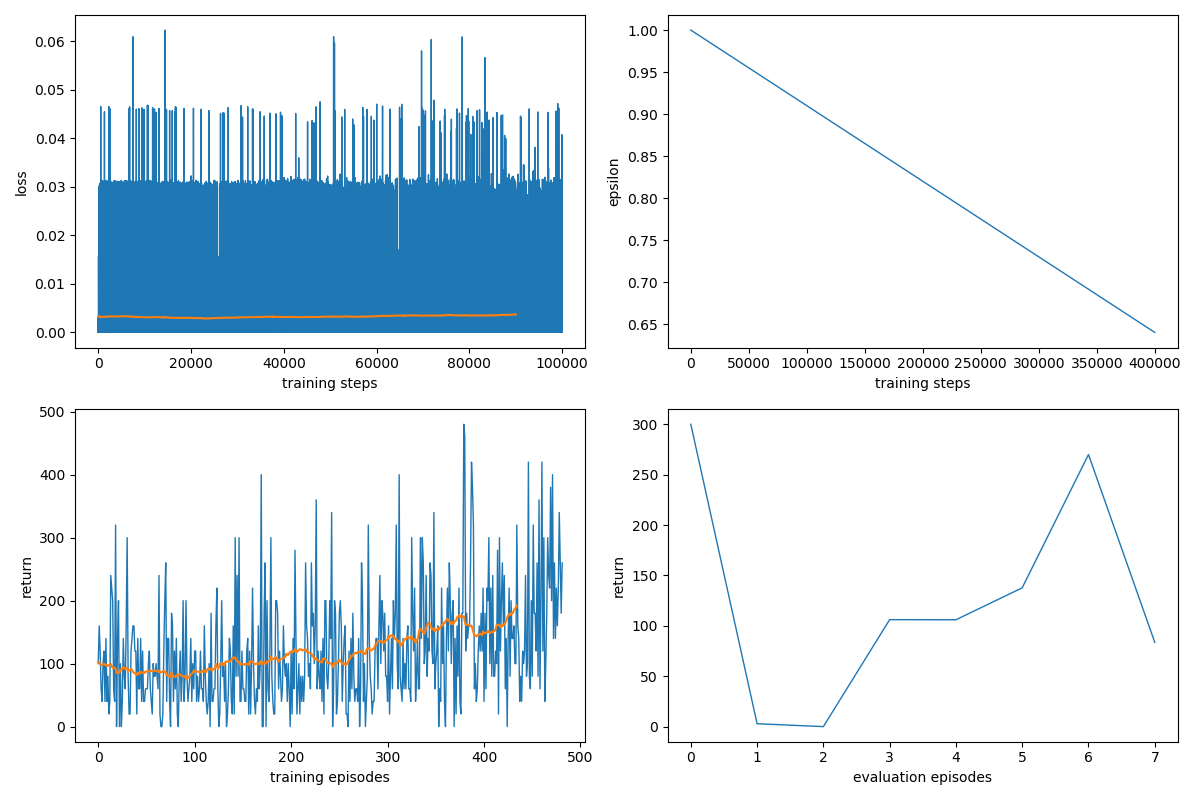 loss
0.06
0.05
0.04
0.03
0.02
0.01
0.00
0 20000 40000 60000 80000 100000
training steps
epsilon
1.00
0.95
0.90
0.85
0.80
0.75
0.70
0.65
0 50000 100000 150000 200000 250000 300000 350000 400000
training steps
return
500
400
300
200
100
0
0 100 200 300 400 500
training episodes
return
300
250
200
150
100
50
0
0 1 2 3 4 5 6 7
evaluation episodes